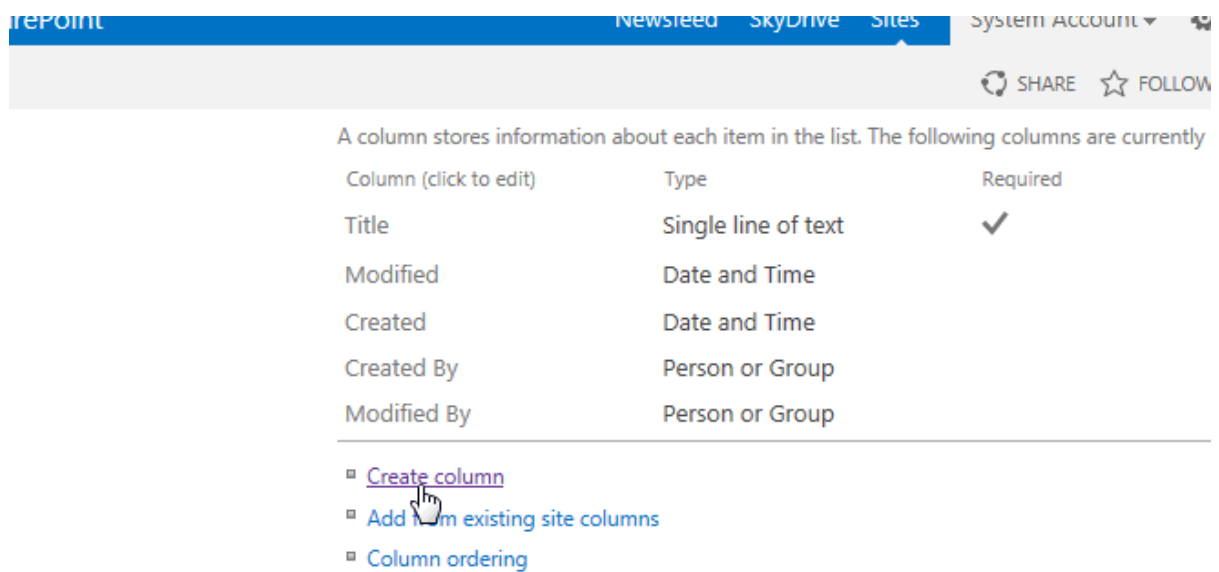 rePoint Newsfeed SkyDrive Sites System Account
SHARE FOLLOW
A column stores information about each item in the list. The following columns are currently
Column (click to edit) Type Required
Title Single line of text
Modified Date and Time
Created Date and Time
Created By Person or Group
Modified By Person or Group
Create column
Add from existing site columns
Column ordering